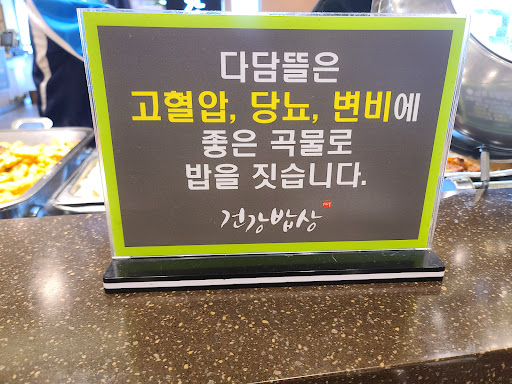 다담뜰은
고혈압, 당뇨, 변비에
좋은 곡물로
밥을 짓습니다.
건강밥상